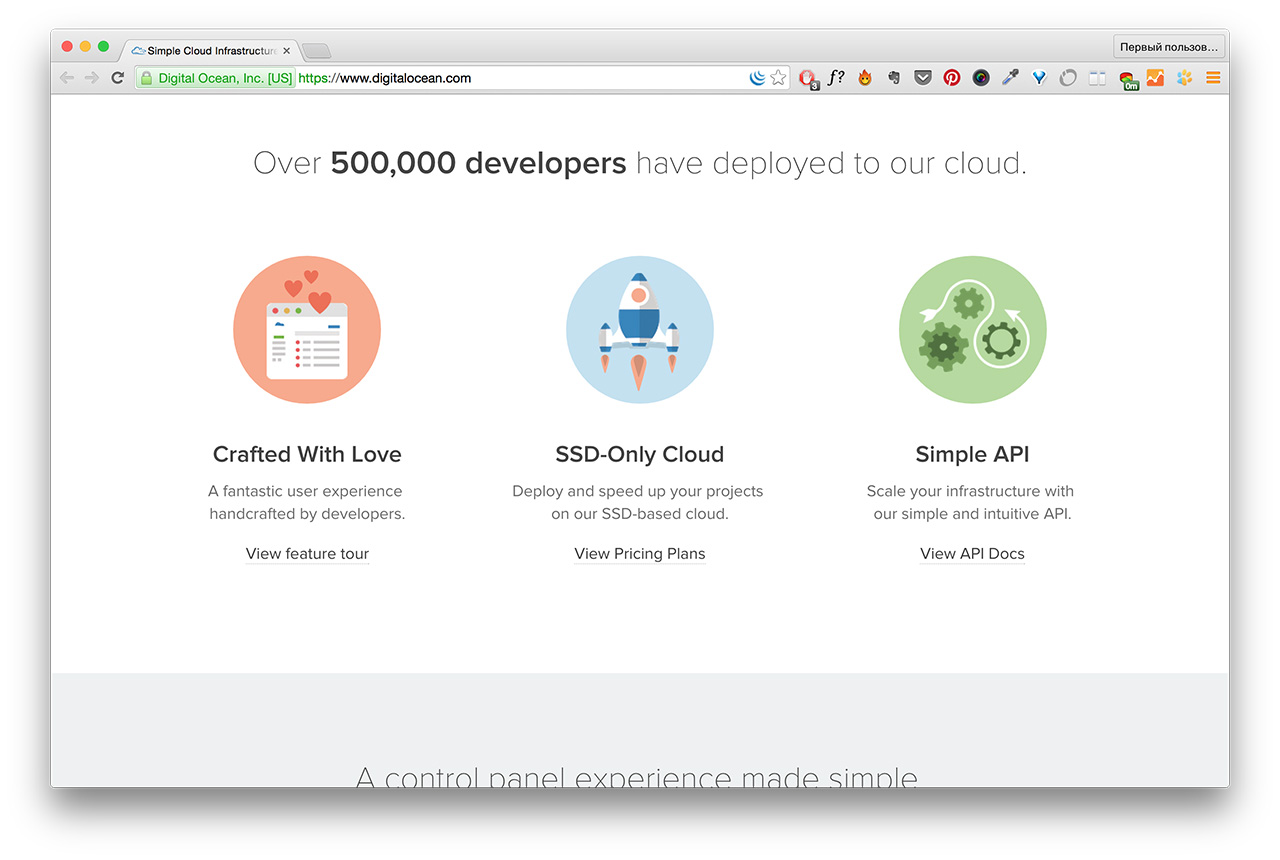 Simple Cloud Infrastructure
Первый пользов…
Digital Ocean, Inc. [US] https://www.digitalocean.com
3
f?
0m
Over 500,000 developers have deployed to our cloud.
Crafted With Love
A fantastic user experience
handcrafted by developers.
View feature tour
SSD-Only Cloud
Deploy and speed up your projects
on our SSD-based cloud.
View Pricing Plans
Simple API
Scale your infrastructure with
our simple and intuitive API.
View API Docs
A control panel experience made simple